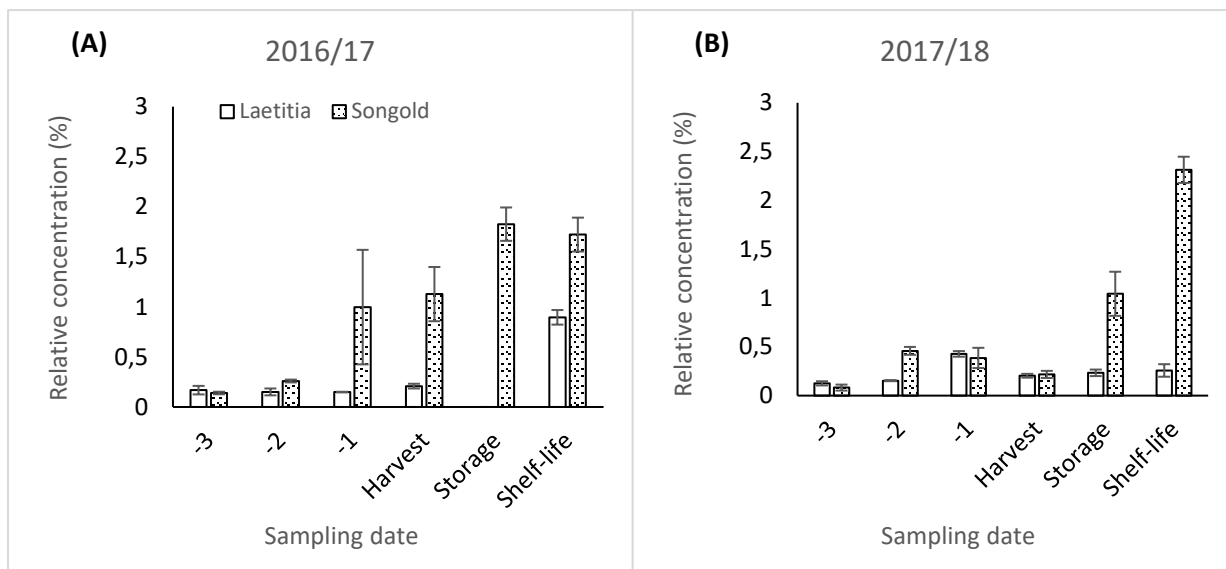 (A)
2016/17
Laetitia
Songold
Relative concentration (%)
3
2,5
2
1,5
1
0,5
0
-3
-2
-1
Harvest
Storage
Shelf-life
Sampling date
(B)
2017/18
Relative concentration (%)
3
2,5
2
1,5
1
0,5
0
-3
-2
-1
Harvest
Storage
Shelf-life
Sampling date